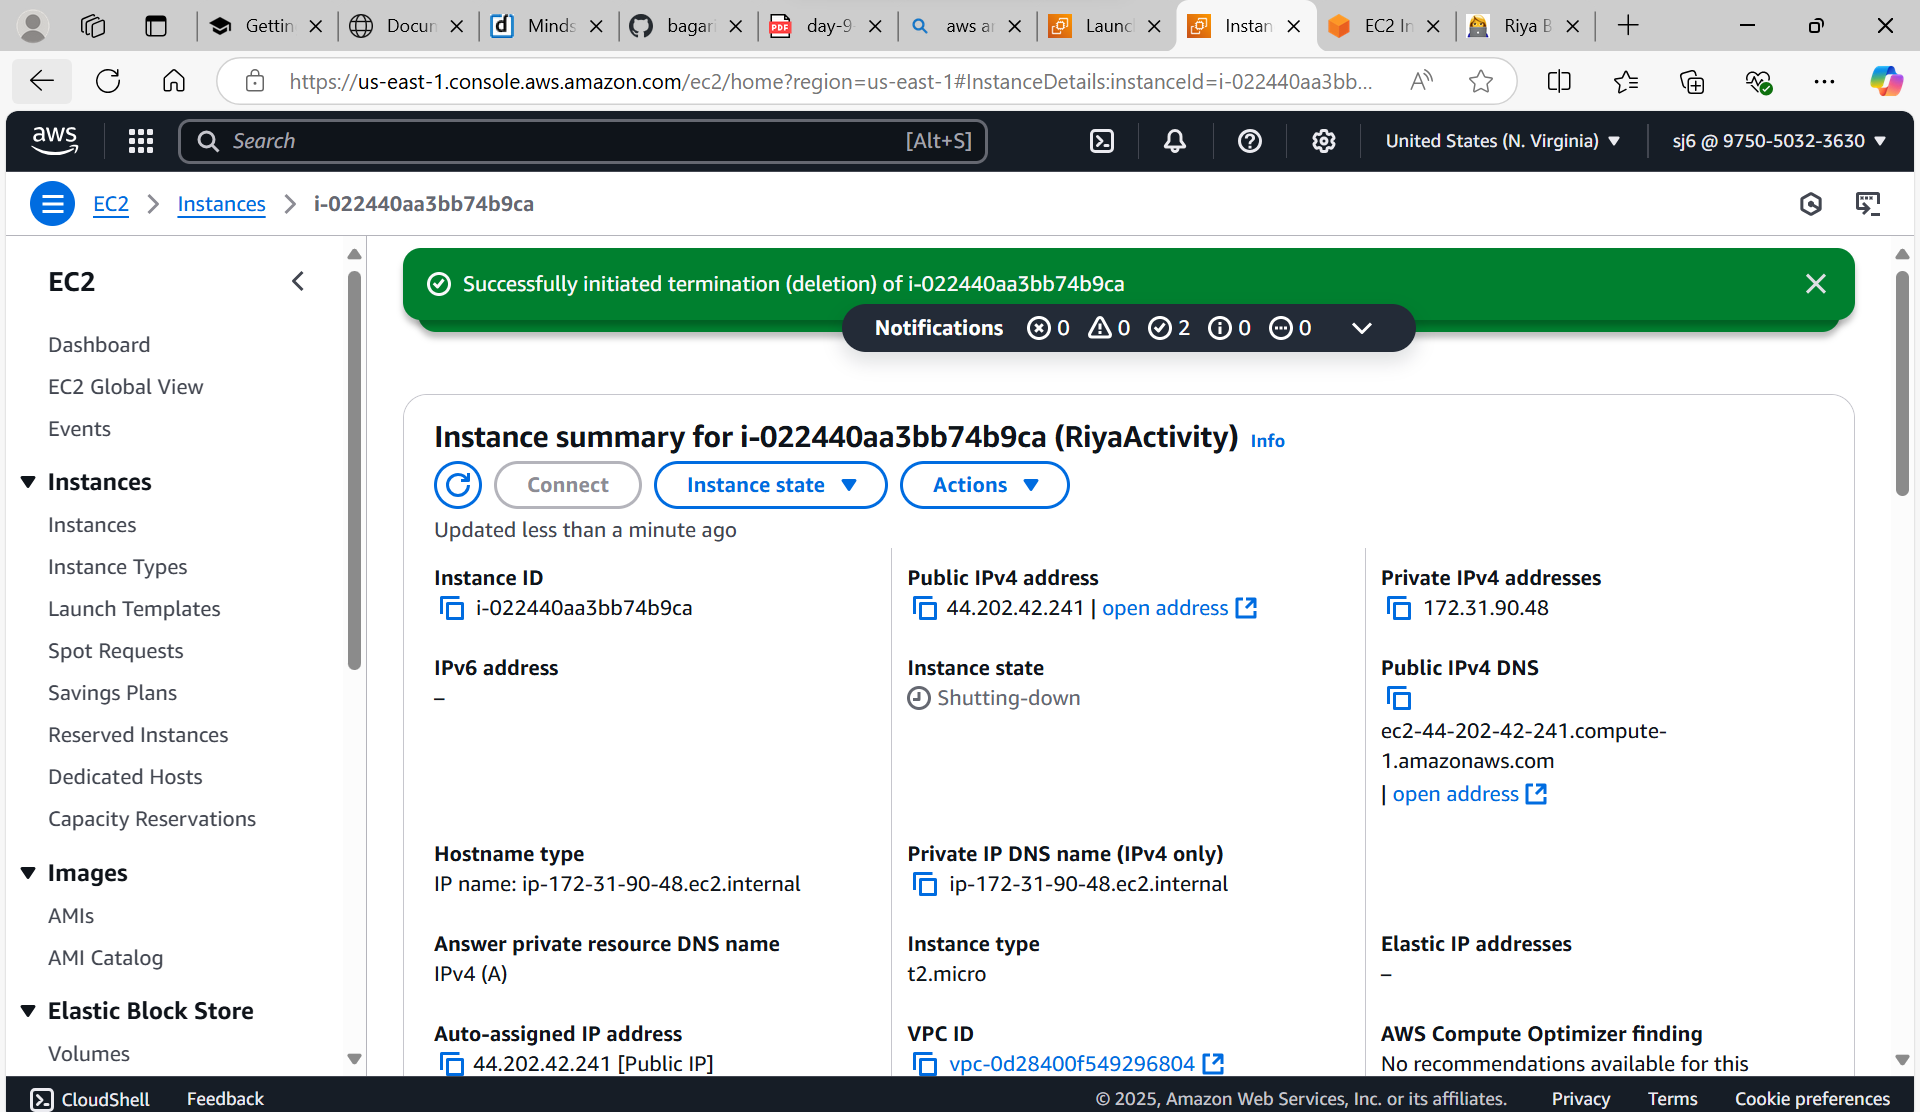 Gettin
Docun
Minds
bagari
day-9
aws ar
Launc
Instan
EC2 In
Riya B
https://us-east-1.console.aws.amazon.com/ec2/home?region=us-east-1#InstanceDetails:instanceId=i-022440aa3bb...
aws
Search
[Alt+S]
United States (N. Virginia)
sj6 @ 9750-5032-3630
EC2
Instances
i-022440aa3bb74b9ca
EC2
Dashboard
EC2 Global View
Events
Instances
Instances
Instance Types
Launch Templates
Spot Requests
Savings Plans
Reserved Instances
Dedicated Hosts
Capacity Reservations
Images
AMIs
AMI Catalog
Elastic Block Store
Volumes
Successfully initiated termination (deletion) of i-022440aa3bb74b9ca
Notifications 0 0 2 0 0
Instance summary for i-022440aa3bb74b9ca (RiyaActivity) Info
Connect
Instance state
Actions
Updated less than a minute ago
Instance ID
i-022440aa3bb74b9ca
Public IPv4 address
44.202.42.241 | open address
Private IPv4 addresses
172.31.90.48
IPv6 address
–
Instance state
Shutting-down
Public IPv4 DNS
ec2-44-202-42-241.compute-
1.amazonaws.com
| open address
Hostname type
IP name: ip-172-31-90-48.ec2.internal
Private IP DNS name (IPv4 only)
ip-172-31-90-48.ec2.internal
Answer private resource DNS name
IPv4 (A)
Instance type
t2.micro
Elastic IP addresses
–
Auto-assigned IP address
44.202.42.241 [Public IP]
VPC ID
vpc-0d28400f549296804
AWS Compute Optimizer finding
No recommendations available for this
CloudShell
Feedback
© 2025, Amazon Web Services, Inc. or its affiliates.
Privacy
Terms
Cookie preferences